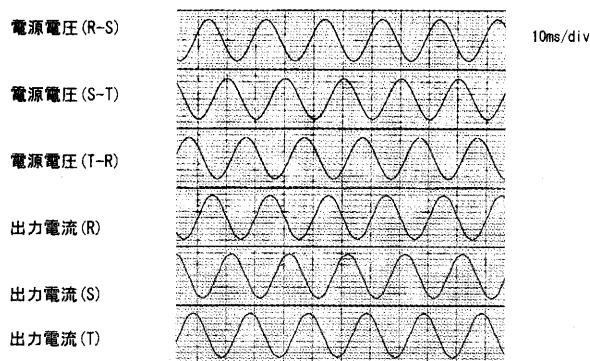 電源電圧(R-S)
10ms/div
電源電圧(S-T)
電源電圧(T-R)
出力電流(R)
出力電流(S)
出力電流(T)